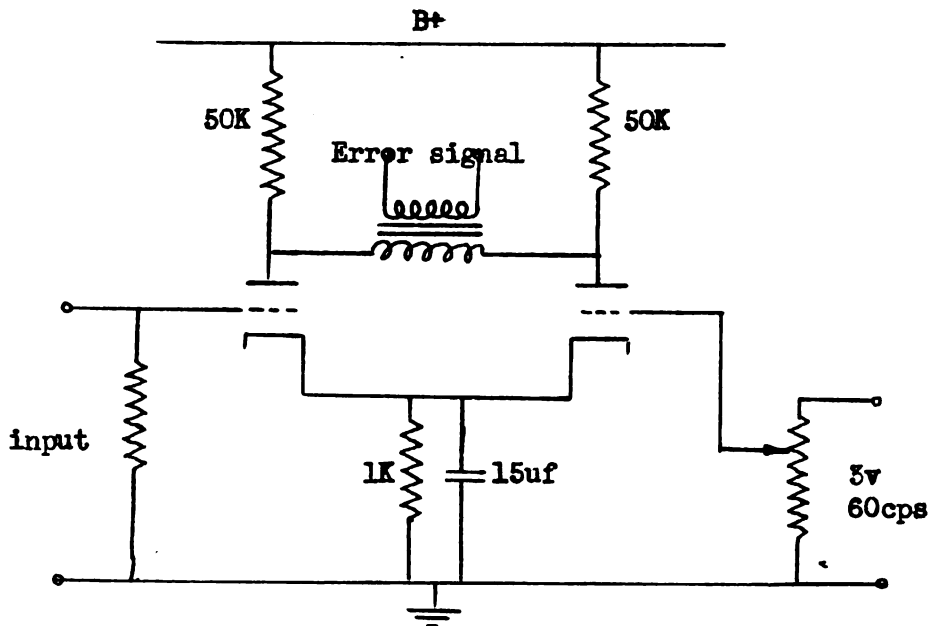 B+
50K
50K
Error signal
input
1K
15uf
3v
60cps